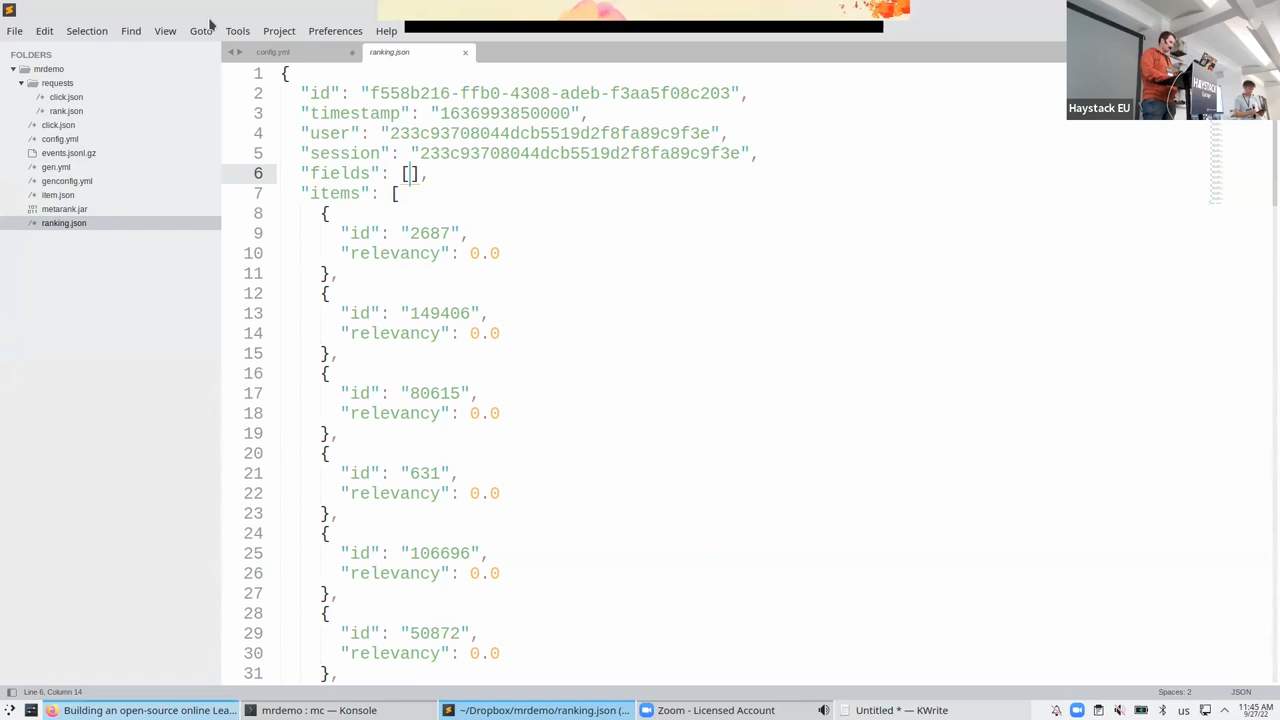 File Edit Selection Find View Goto Tools Project Preferences Help
FOLDERS
mrdemo
requests
click.json
rank.json
click.json
config.yml
events.jsonl.gz
gen.yml
genconfig.yml
item.json
metarank.jar
ranking.json
config.yml
ranking.json
1 {
2 "id": "f558b216-ffb0-4308-adeb-f3aa5f08c203",
3 "timestamp": "1636993850000",
4 "user": "233c93708044dcb5519d2f8fa89c9f3e",
5 "session": "233c93708044dcb5519d2f8fa89c9f3e",
6 "fields": [],
7 "items": [
8 {
9 "id": "2687",
10 "relevancy": 0.0
11 },
12 {
13 "id": "149406",
14 "relevancy": 0.0
15 },
16 {
17 "id": "80615",
18 "relevancy": 0.0
19 },
20 {
21 "id": "631",
22 "relevancy": 0.0
23 },
24 {
25 "id": "106696",
26 "relevancy": 0.0
27 },
28 {
29 "id": "50872",
30 "relevancy": 0.0
31 },
HAYSTACK
Haystack EU
Line 6, Column 14
Spaces: 2
JSON
Building an open-source online Lea...
mrdemo : mc — Konsole
~/Dropbox/mrdemo/ranking.json (...
Zoom - Licensed Account
Untitled * — KWrite
us
11:45 AM
9/27/22